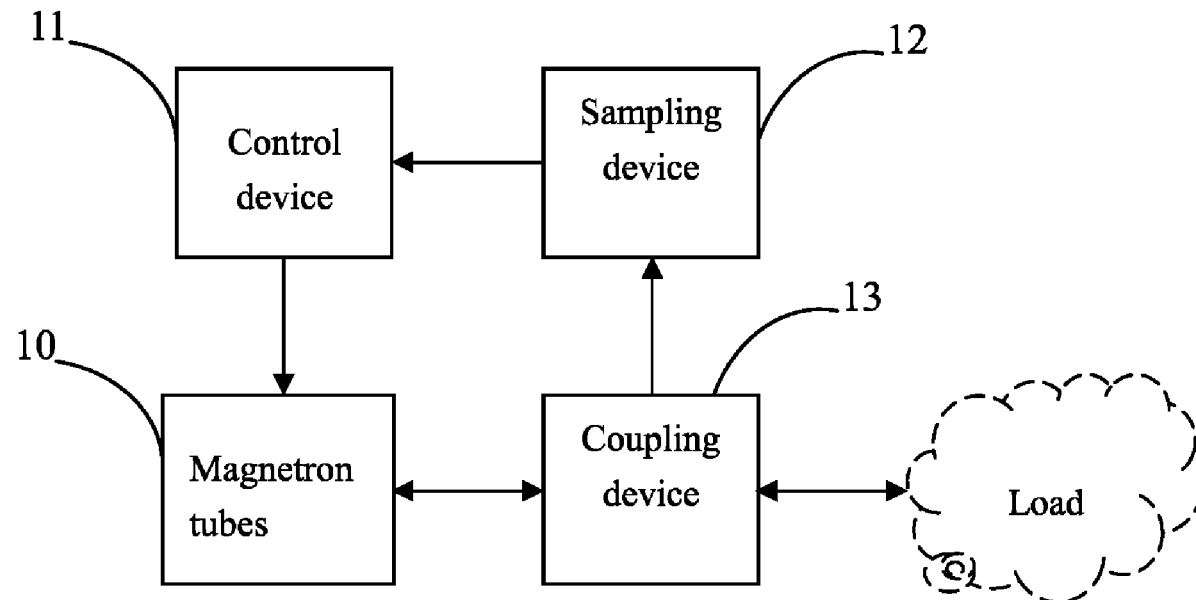 11
12
Control
device
Sampling
device
10
13
Magnetron
tubes
Coupling
device
Load